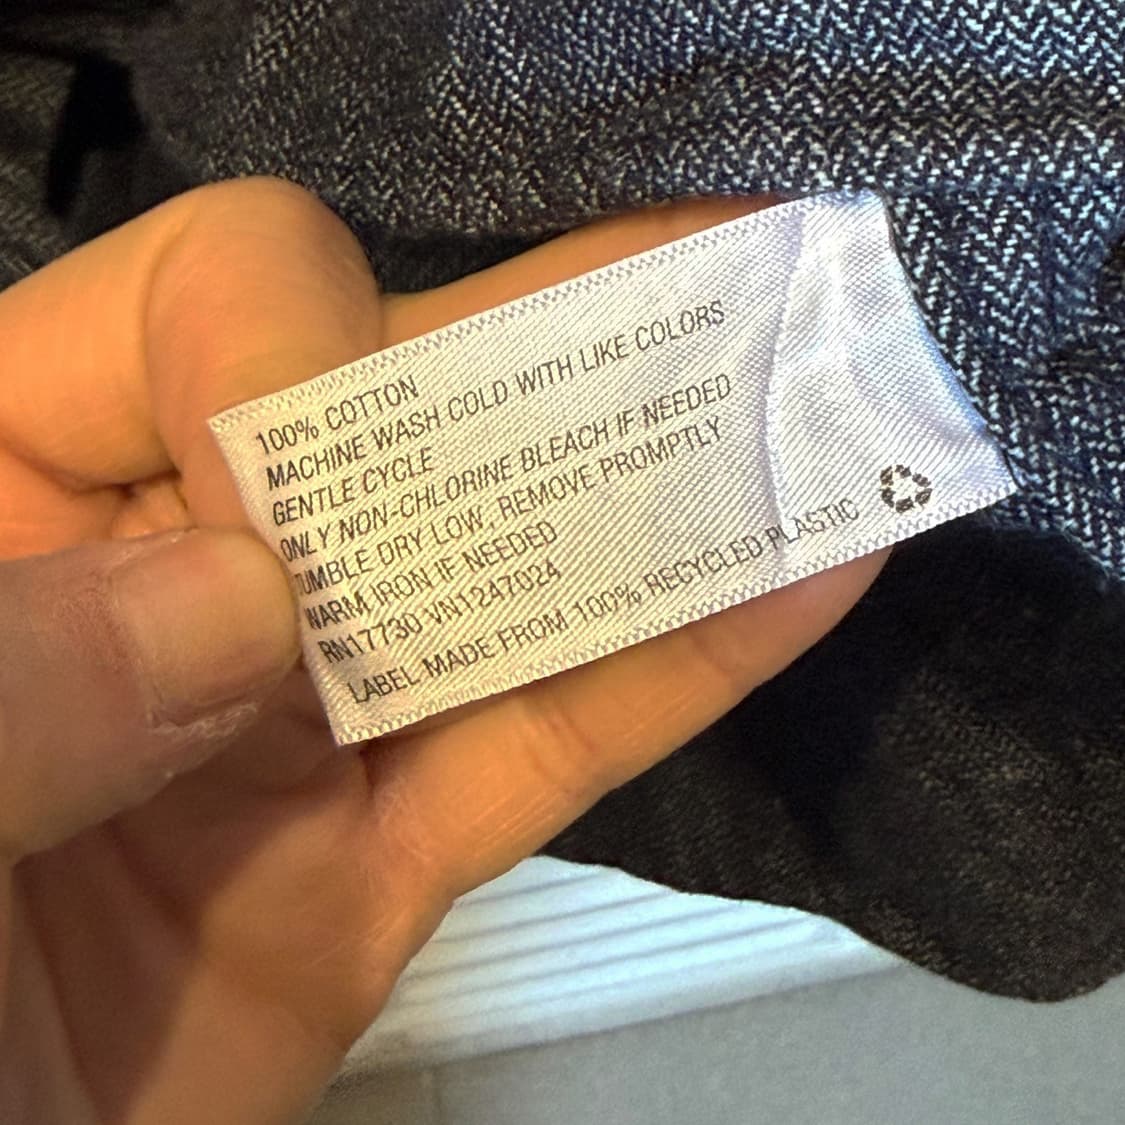 100% COTTON
MACHINE WASH COLD WITH LIKE COLORS
GENTLE CYCLE
ONLY NON-CHLORINE BLEACH IF NEEDED
TUMBLE DRY LOW, REMOVE PROMPTLY
WARM IRON IF NEEDED
RN17730 VN1247024
LABEL MADE FROM 100% RECYCLED PLASTIC